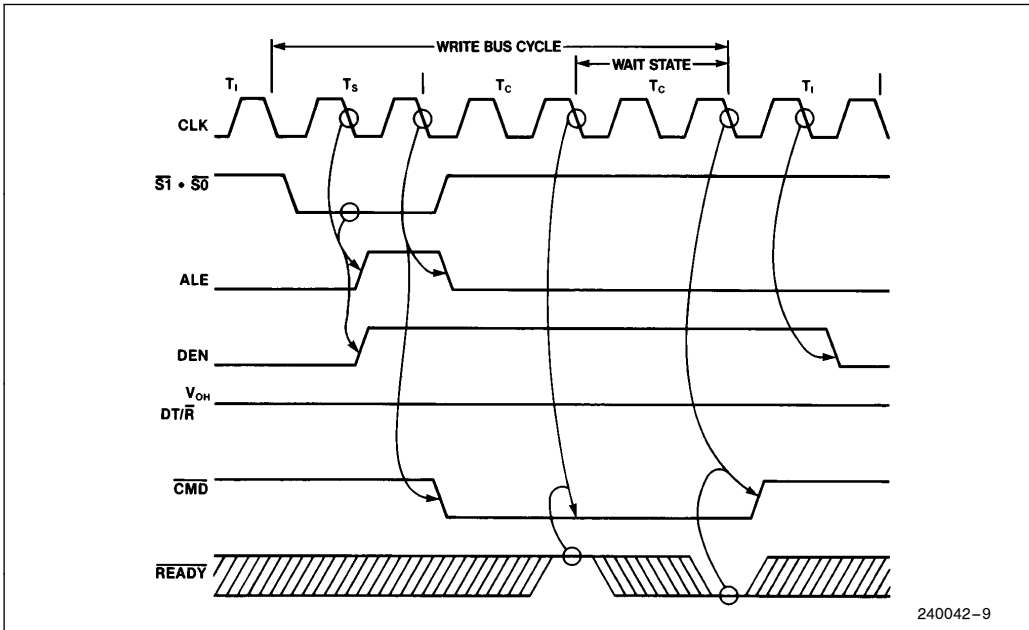 WRITE BUS CYCLE
WAIT STATE
T_I T_S T_C T_C T_I
CLK
S̅1̅ • S̅0̅
ALE
DEN
V_OH
DT/R̅
C̅M̅D̅
R̅E̅A̅D̅Y̅
240042–9